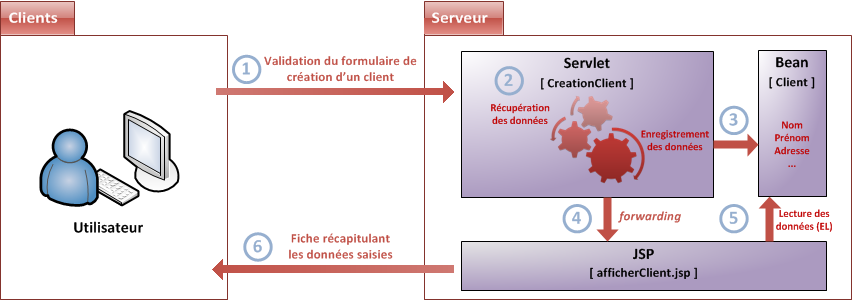 Clients
Serveur
1
Validation du formulaire de
création d'un client
Servlet
[ CreationClient ]
2
Récupération
des données
Enregistrement
des données
3
Bean
[ Client ]
Nom
Prénom
Adresse
...
Utilisateur
4
forwarding
5
Lecture des
données (EL)
6
Fiche récapitulant
les données saisies
JSP
[ afficherClient.jsp ]